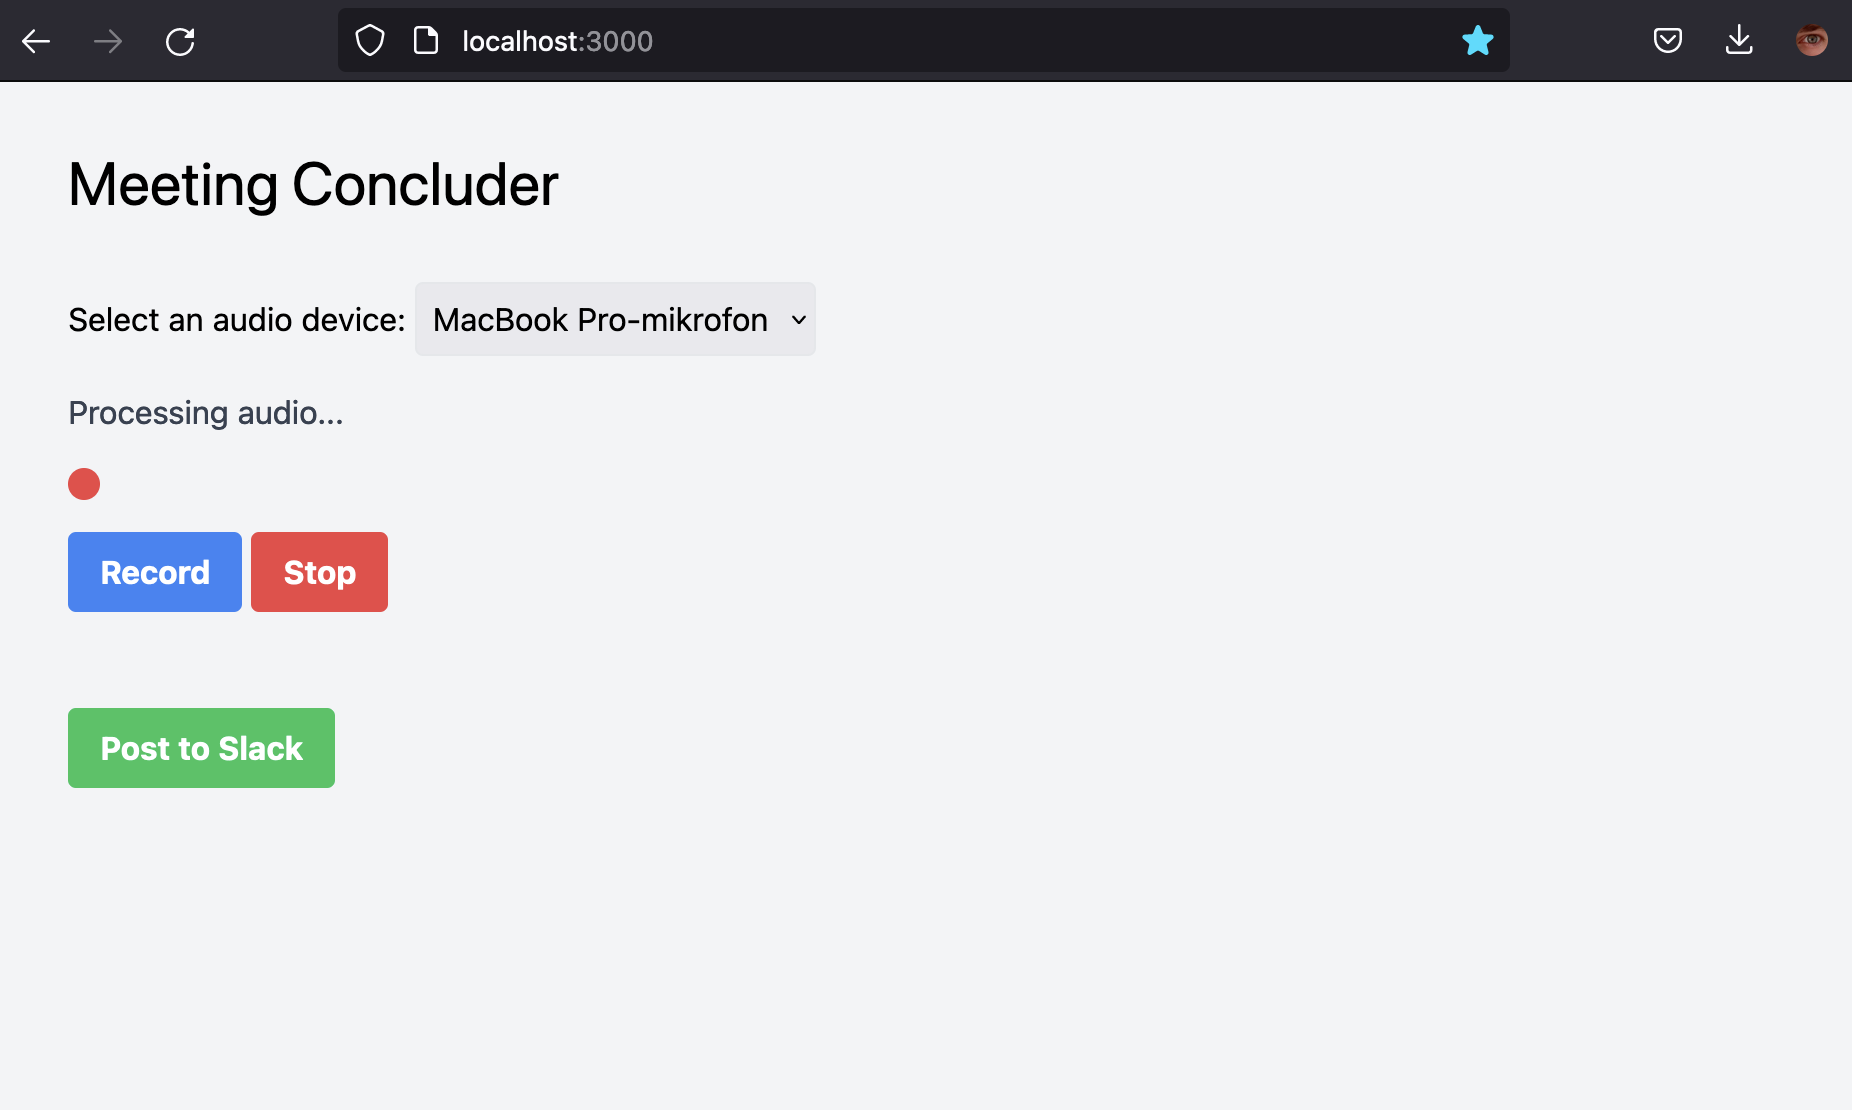 localhost:3000
Meeting Concluder
Select an audio device: MacBook Pro-mikrofon
Processing audio...
Record Stop
Post to Slack